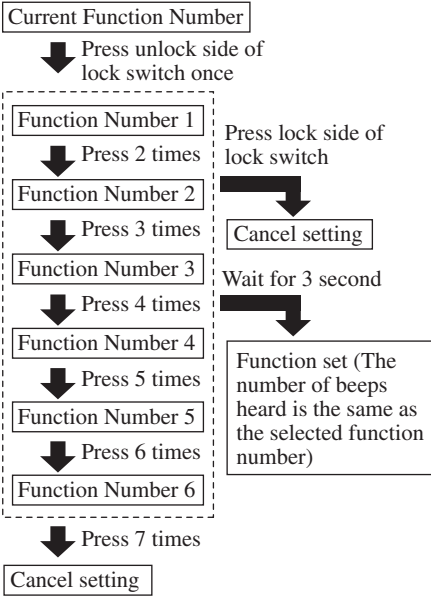 Current Function Number
Press unlock side of
lock switch once
Function Number 1
Press 2 times
Function Number 2
Press 3 times
Function Number 3
Press 4 times
Function Number 4
Press 5 times
Function Number 5
Press 6 times
Function Number 6
Press 7 times
Cancel setting
Press lock side of
lock switch
Cancel setting
Wait for 3 second
Function set (The
number of beeps
heard is the same as
the selected function
number)